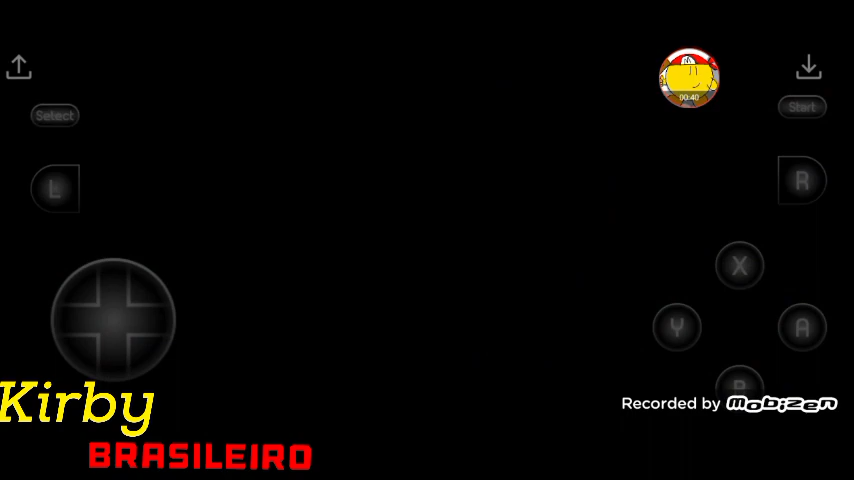 00:40
Select
Start
L
R
X
Y
A
B
Kirby
Recorded by mobizen
BRASILEIRO